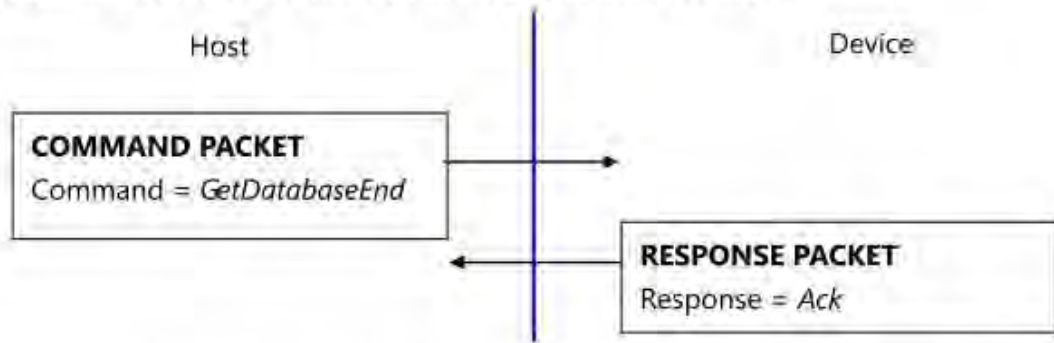 Host
Device
COMMAND PACKET
Command = GetDatabaseEnd
RESPONSE PACKET
Response = Ack